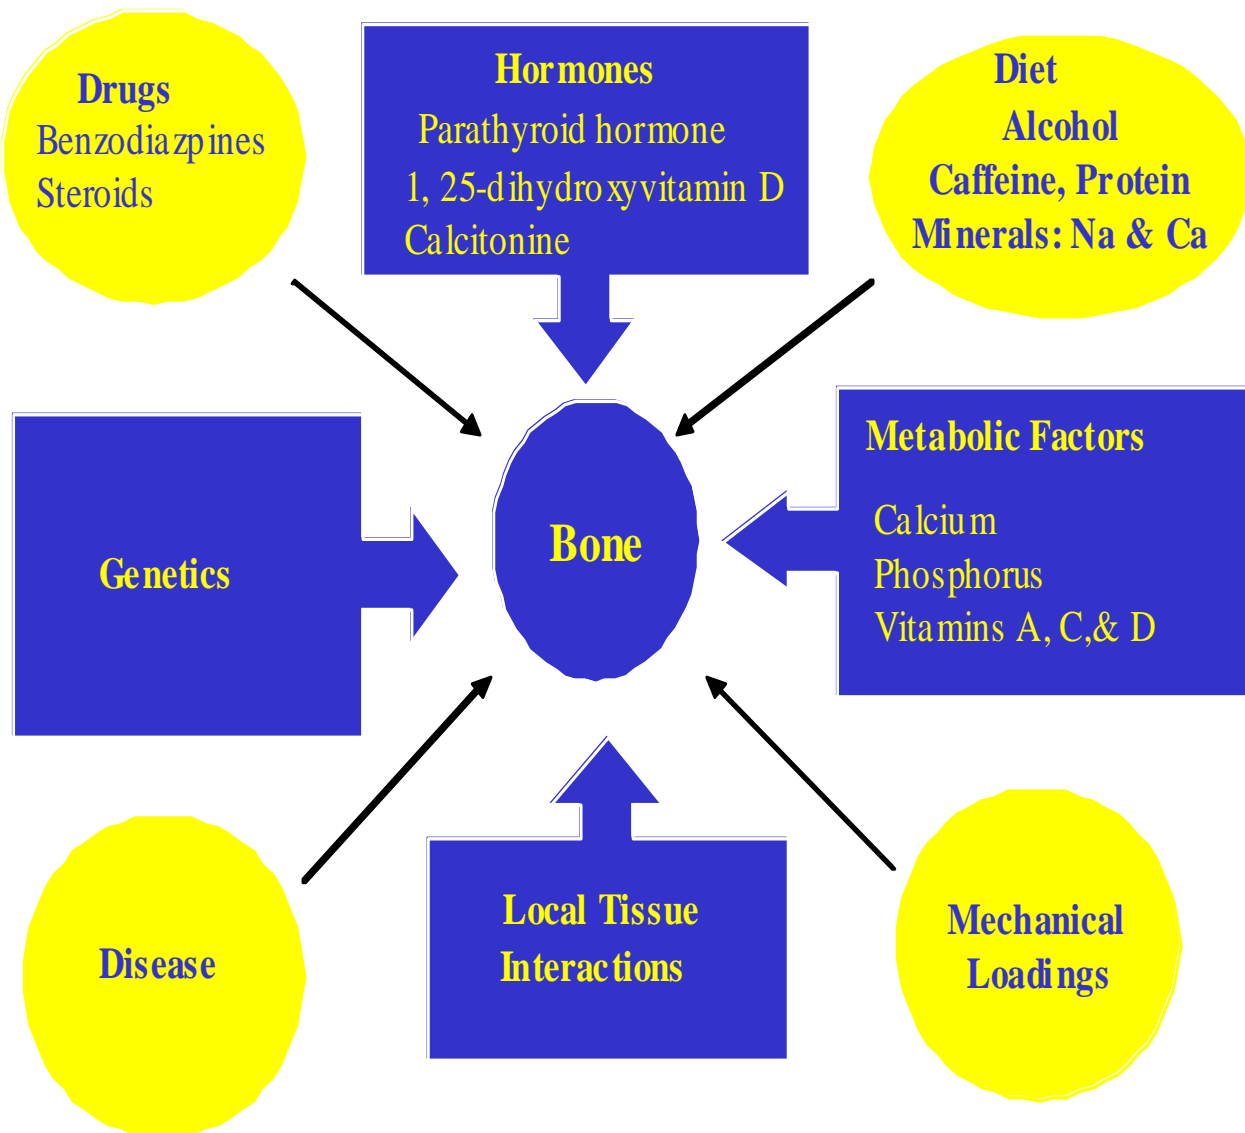 Drugs
Benzodiazpines
Steroids
Hormones
Parathyroid hormone
1, 25-dihydroxyvitamin D
Calcitonine
Diet
Alcohol
Caffeine, Protein
Minerals: Na & Ca
Genetics
Bone
Metabolic Factors
Calcium
Phosphorus
Vitamins A, C,& D
Disease
Local Tissue
Interactions
Mechanical
Loadings